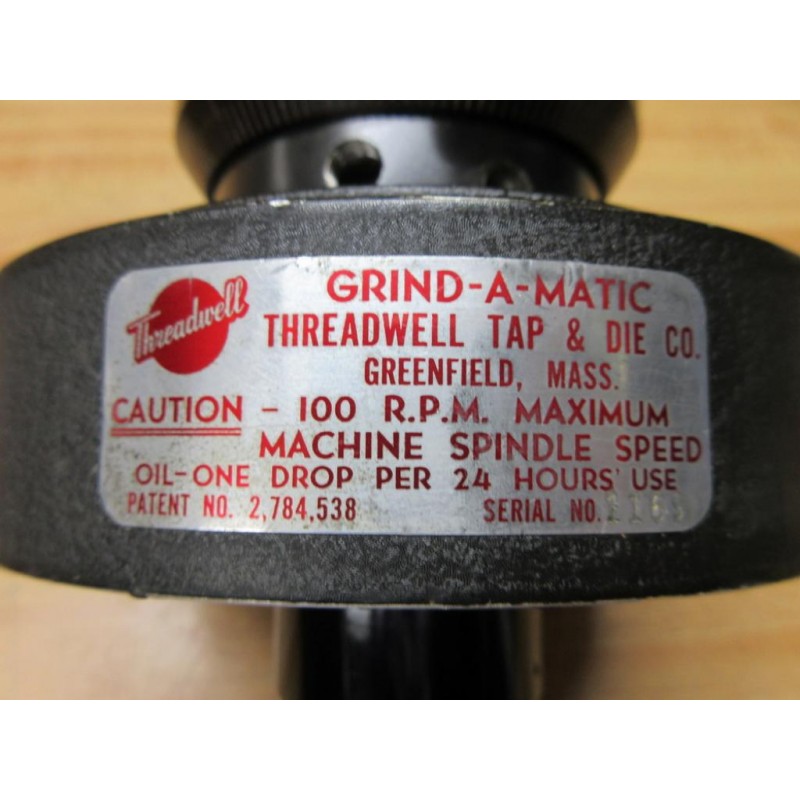 Threadwell
GRIND-A-MATIC
THREADWELL TAP & DIE CO.
GREENFIELD, MASS.
CAUTION - 100 R.P.M. MAXIMUM
MACHINE SPINDLE SPEED
OIL-ONE DROP PER 24 HOURS' USE
PATENT NO. 2,784,538 SERIAL NO.